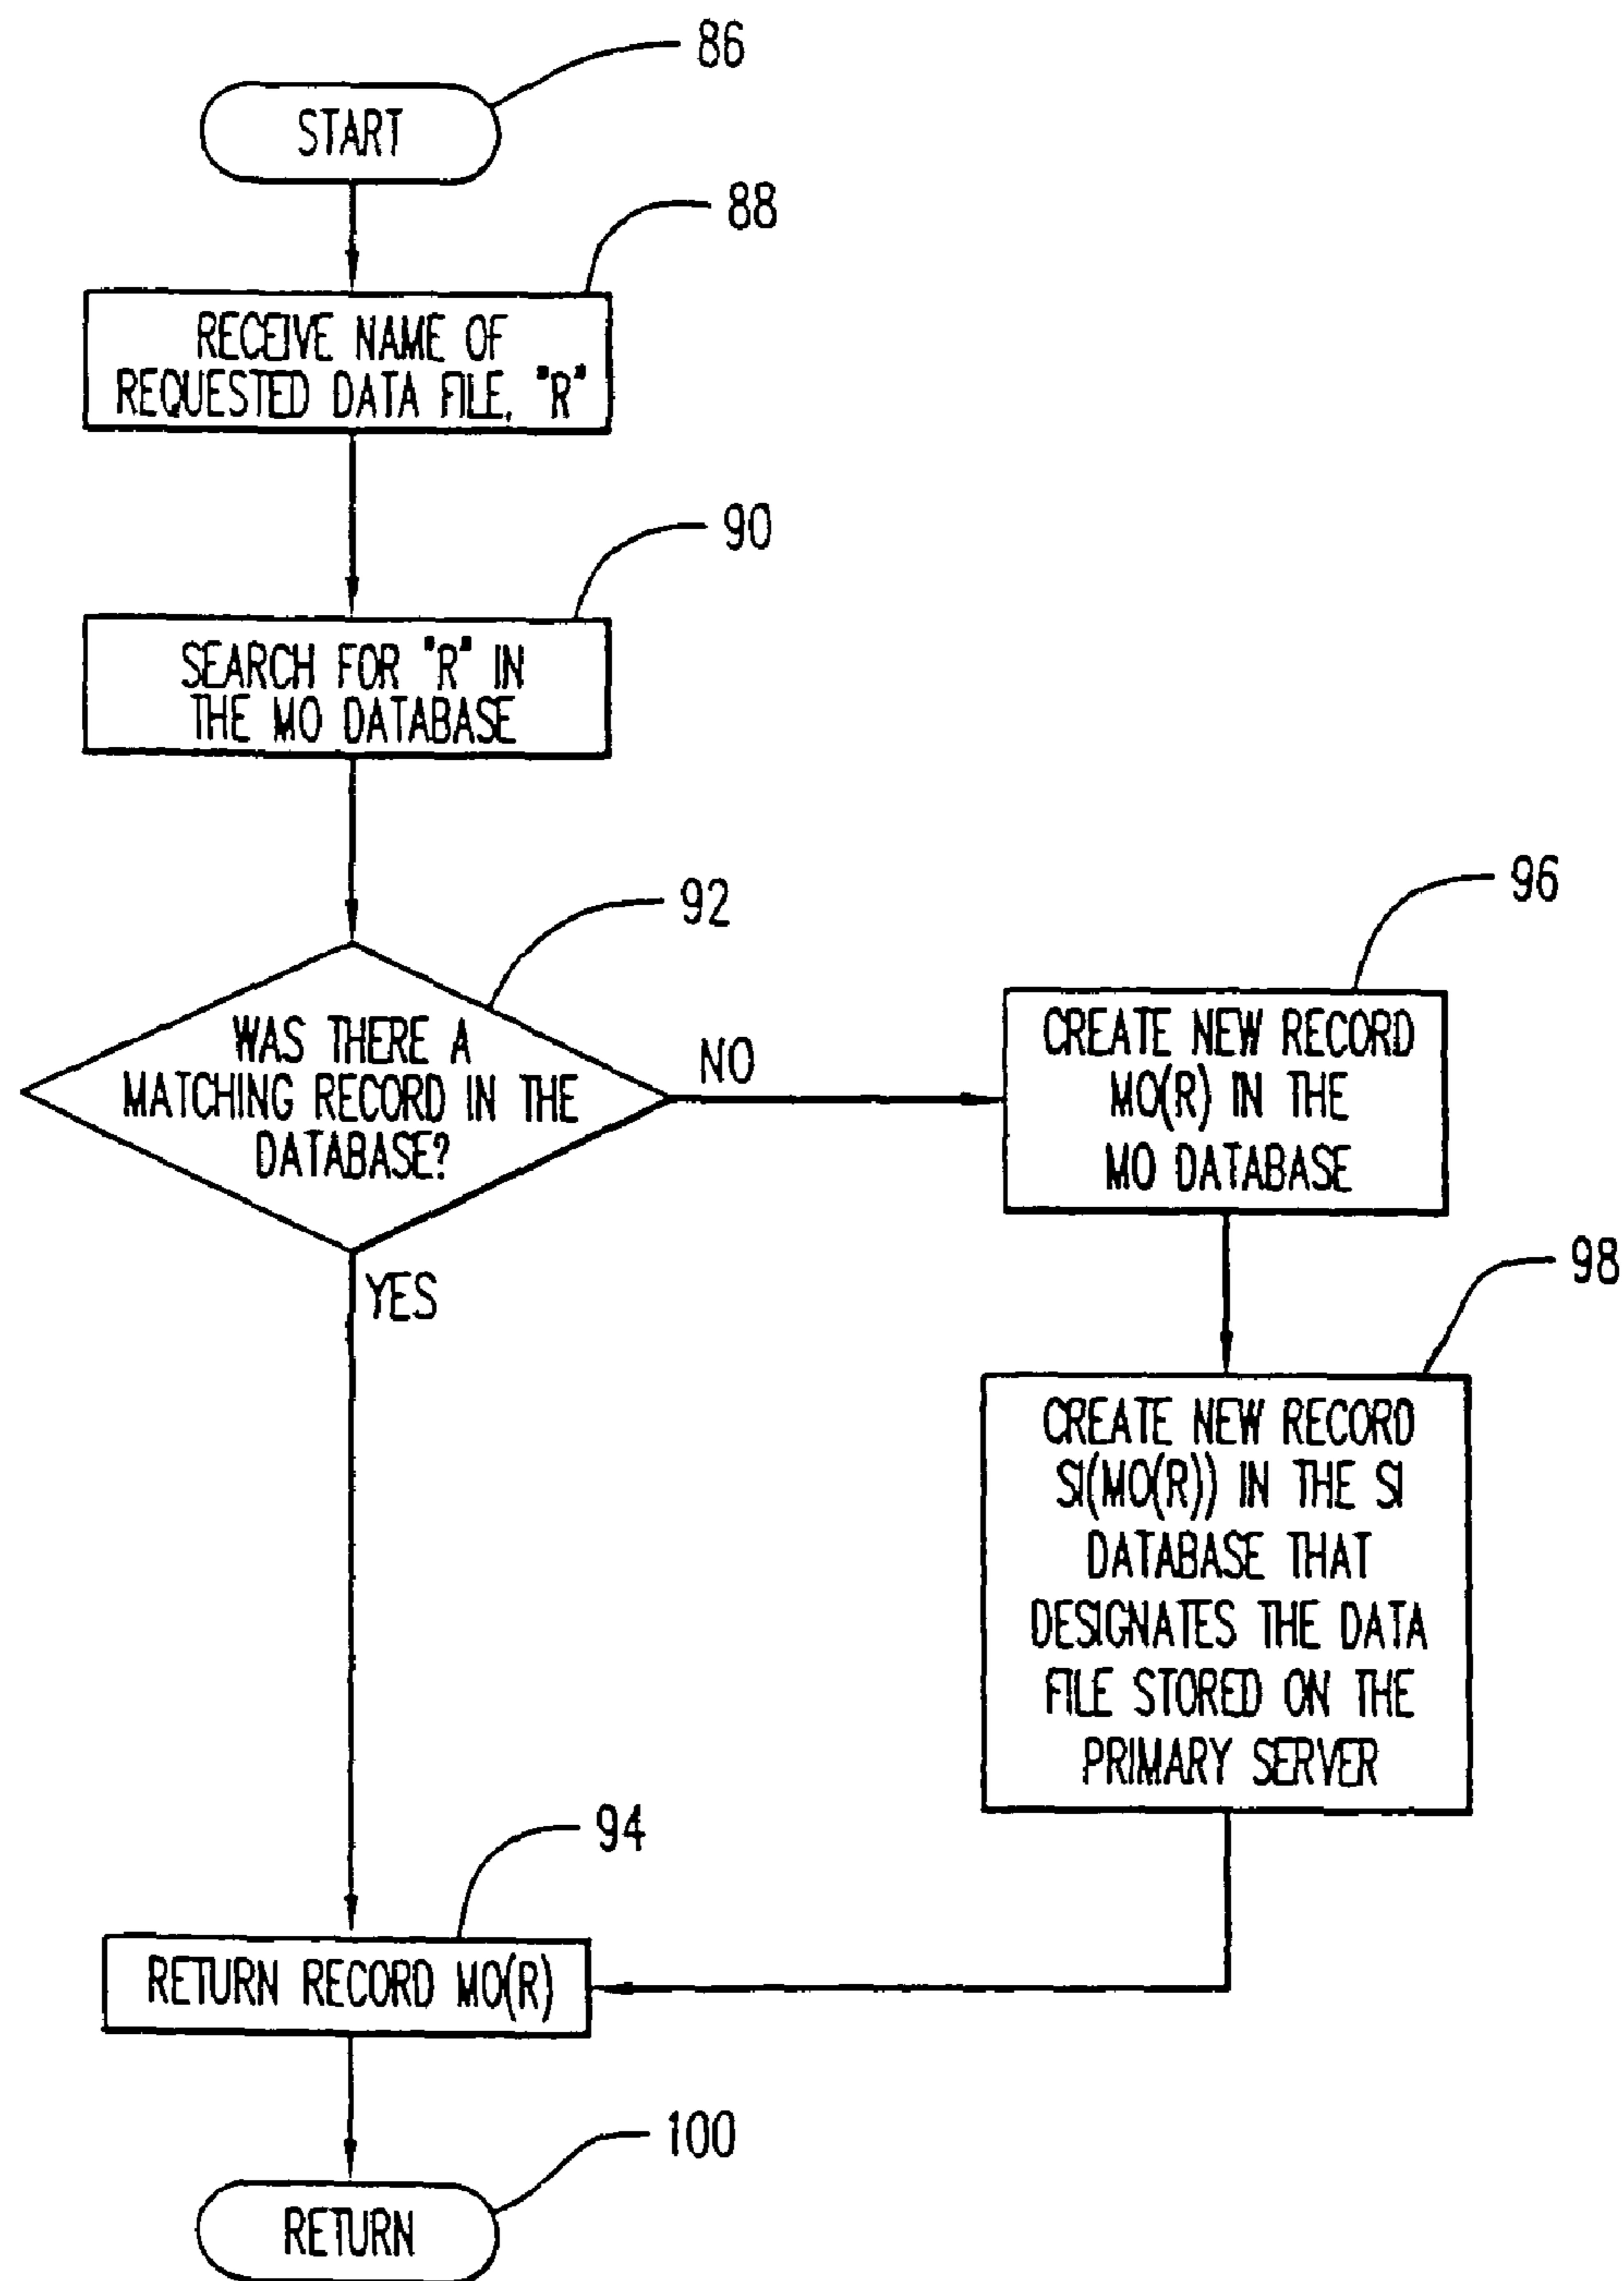 86
START
88
RECEIVE NAME OF
REQUESTED DATA FILE, "R"
90
SEARCH FOR "R" IN
THE MO DATABASE
92
WAS THERE A
MATCHING RECORD IN THE
DATABASE?
NO
YES
96
CREATE NEW RECORD
MO(R) IN THE
MO DATABASE
98
CREATE NEW RECORD
SI(MO(R)) IN THE SI
DATABASE THAT
DESIGNATES THE DATA
FILE STORED ON THE
PRIMARY SERVER
94
RETURN RECORD MO(R)
100
RETURN